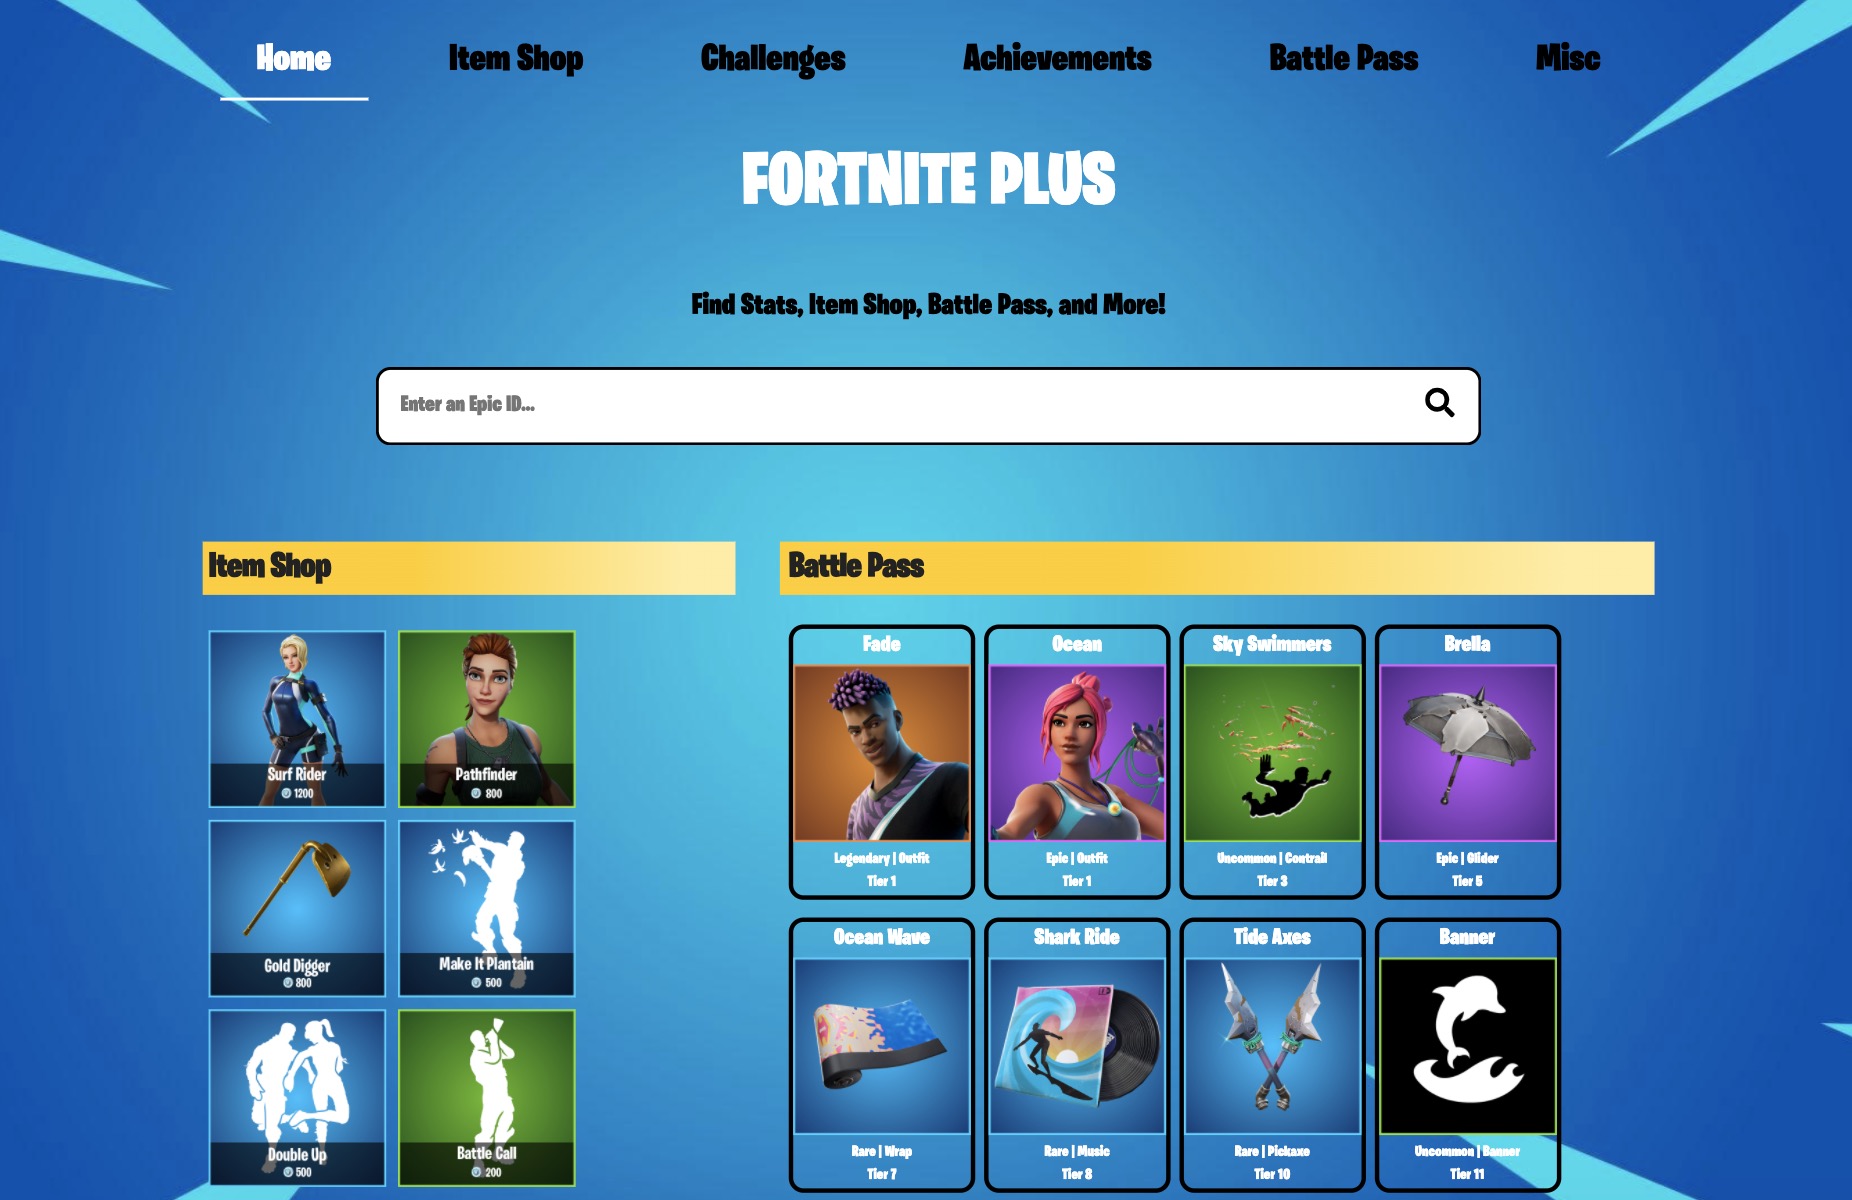 Home
Item Shop
Challenges
Achievements
Battle Pass
Misc
FORTNITE PLUS
Find Stats, Item Shop, Battle Pass, and More!
Enter an Epic ID...
Item Shop
Surf Rider
1200
Pathfinder
800
Gold Digger
800
Make It Plantain
500
Double Up
500
Battle Call
200
Battle Pass
Fade
Legendary | Outfit
Tier 1
Ocean
Epic | Outfit
Tier 1
Sky Swimmers
Uncommon | Contrail
Tier 3
Brella
Epic | Glider
Tier 5
Ocean Wave
Rare | Wrap
Tier 7
Shark Ride
Rare | Music
Tier 8
Tide Axes
Rare | Pickaxe
Tier 10
Banner
Uncommon | Banner
Tier 11